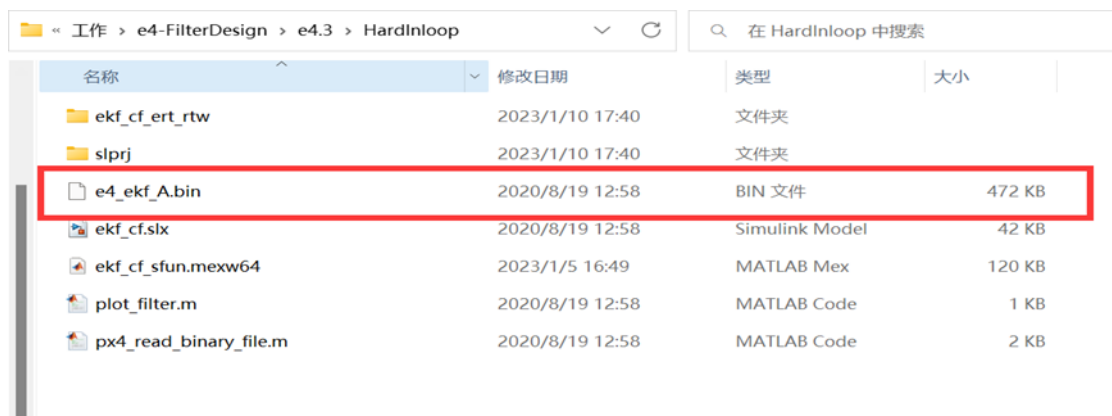 « 工作 › e4-FilterDesign › e4.3 › HardInloop 在 HardInloop 中搜索
名称 修改日期 类型 大小
ekf_cf_ert_rtw 2023/1/10 17:40 文件夹
slprj 2023/1/10 17:40 文件夹
e4_ekf_A.bin 2020/8/19 12:58 BIN 文件 472 KB
ekf_cf.slx 2020/8/19 12:58 Simulink Model 42 KB
ekf_cf_sfun.mexw64 2023/1/5 16:49 MATLAB Mex 120 KB
plot_filter.m 2020/8/19 12:58 MATLAB Code 1 KB
px4_read_binary_file.m 2020/8/19 12:58 MATLAB Code 2 KB